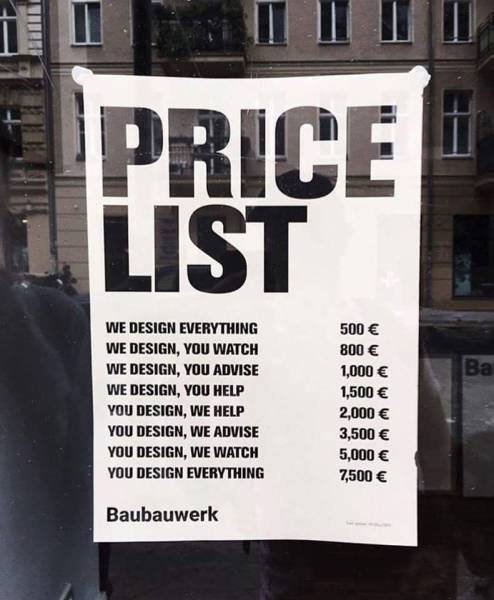 PRICE
LIST
WE DESIGN EVERYTHING 500 €
WE DESIGN, YOU WATCH 800 €
WE DESIGN, YOU ADVISE 1,000 €
WE DESIGN, YOU HELP 1,500 €
YOU DESIGN, WE HELP 2,000 €
YOU DESIGN, WE ADVISE 3,500 €
YOU DESIGN, WE WATCH 5,000 €
YOU DESIGN EVERYTHING 7,500 €
Baubauwerk
Ba